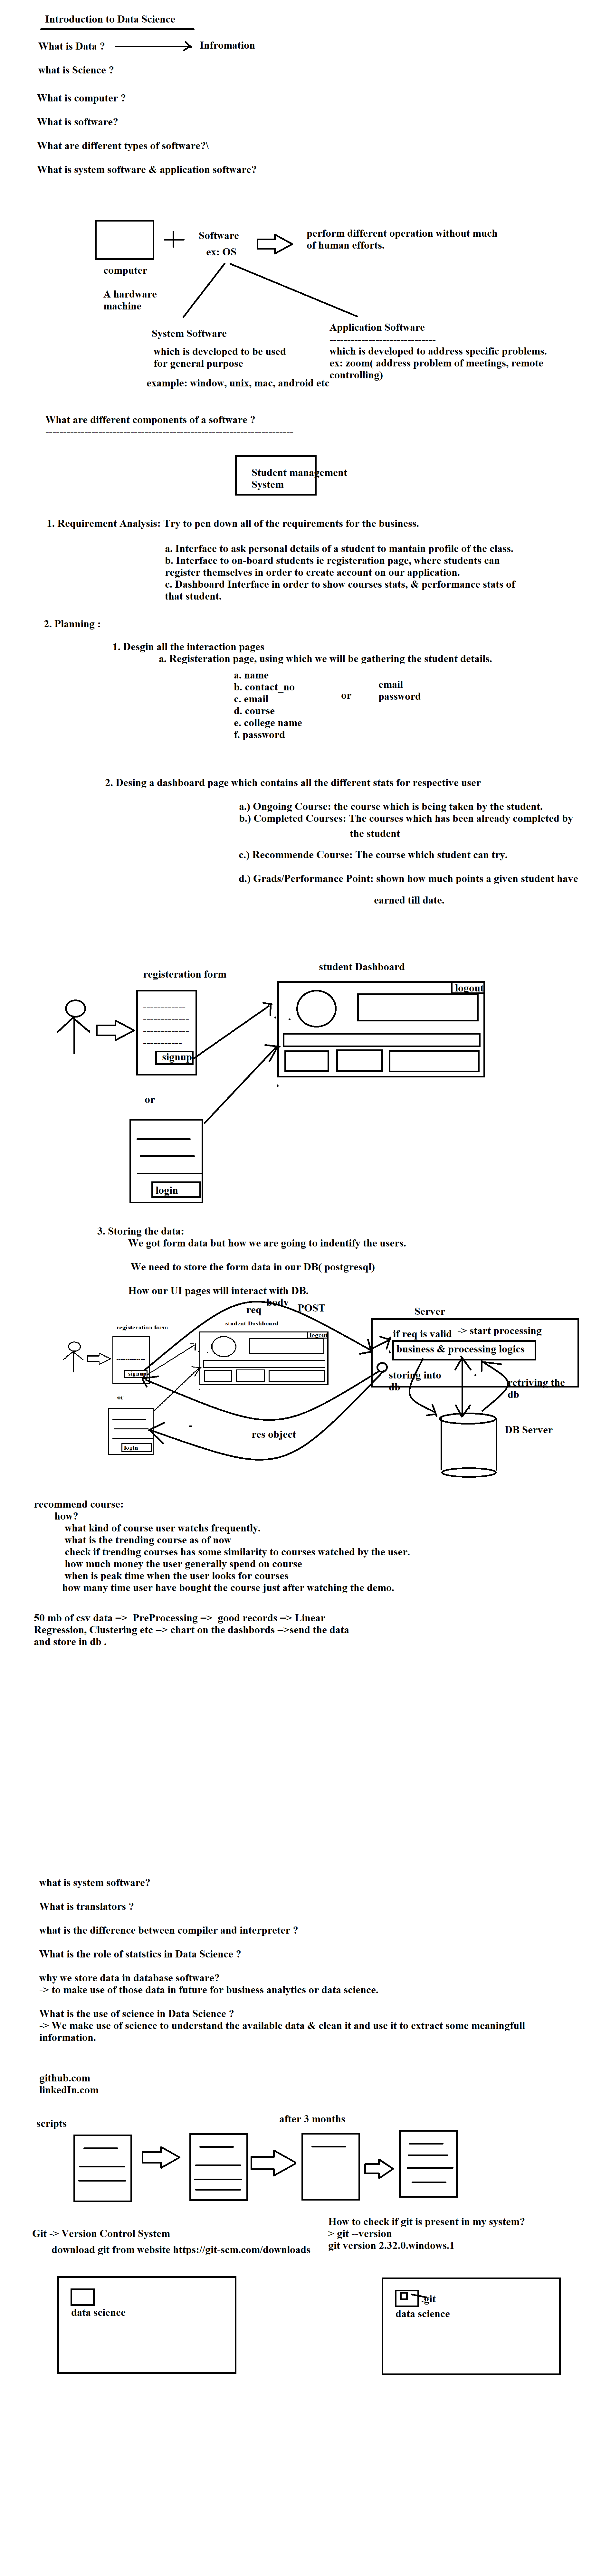 Introduction to Data Science
What is Data ? Infromation
what is Science ?
What is computer ?
What is software?
What are different types of software?\
What is system software & application software?
Software
ex: OS
perform different operation without much
of human efforts.
computer
A hardware
machine
System Software
which is developed to be used
for general purpose
example: window, unix, mac, android etc
Application Software
------------------------------
which is developed to address specific problems.
ex: zoom( address problem of meetings, remote
controlling)
What are different components of a software ?
----------------------------------------------------------------------
Student management
System
1. Requirement Analysis: Try to pen down all of the requirements for the business.
a. Interface to ask personal details of a student to mantain profile of the class.
b. Interface to on-board students ie registeration page, where students can
register themselves in order to create account on our application.
c. Dashboard Interface in order to show courses stats, & performance stats of
that student.
2. Planning :
1. Desgin all the interaction pages
a. Registeration page, using which we will be gathering the student details.
a. name
b. contact_no
c. email
d. course
e. college name
f. password
or
email
password
2. Desing a dashboard page which contains all the different stats for respective user
a.) Ongoing Course: the course which is being taken by the student.
b.) Completed Courses: The courses which has been already completed by
the student
c.) Recommende Course: The course which student can try.
d.) Grads/Performance Point: shown how much points a given student have
earned till date.
registeration form
student Dashboard
logout
signup
or
login
3. Storing the data:
We got form data but how we are going to indentify the users.
We need to store the form data in our DB( postgresql)
How our UI pages will interact with DB.
req body POST
Server
registeration form
student Dashboard
logout
signup
or
login
if req is valid -> start processing
business & processing logics
storing into
db
retriving the
db
res object
DB Server
recommend course:
how?
what kind of course user watchs frequently.
what is the trending course as of now
check if trending courses has some similarity to courses watched by the user.
how much money the user generally spend on course
when is peak time when the user looks for courses
how many time user have bought the course just after watching the demo.
50 mb of csv data => PreProcessing => good records => Linear
Regression, Clustering etc => chart on the dashbords =>send the data
and store in db .
what is system software?
What is translators ?
what is the difference between compiler and interpreter ?
What is the role of statstics in Data Science ?
why we store data in database software?
-> to make use of those data in future for business analytics or data science.
What is the use of science in Data Science ?
-> We make use of science to understand the available data & clean it and use it to extract some meaningfull
information.
github.com
linkedIn.com
scripts
after 3 months
Git -> Version Control System
download git from website https://git-scm.com/downloads
How to check if git is present in my system?
> git --version
git version 2.32.0.windows.1
data science
.git
data science